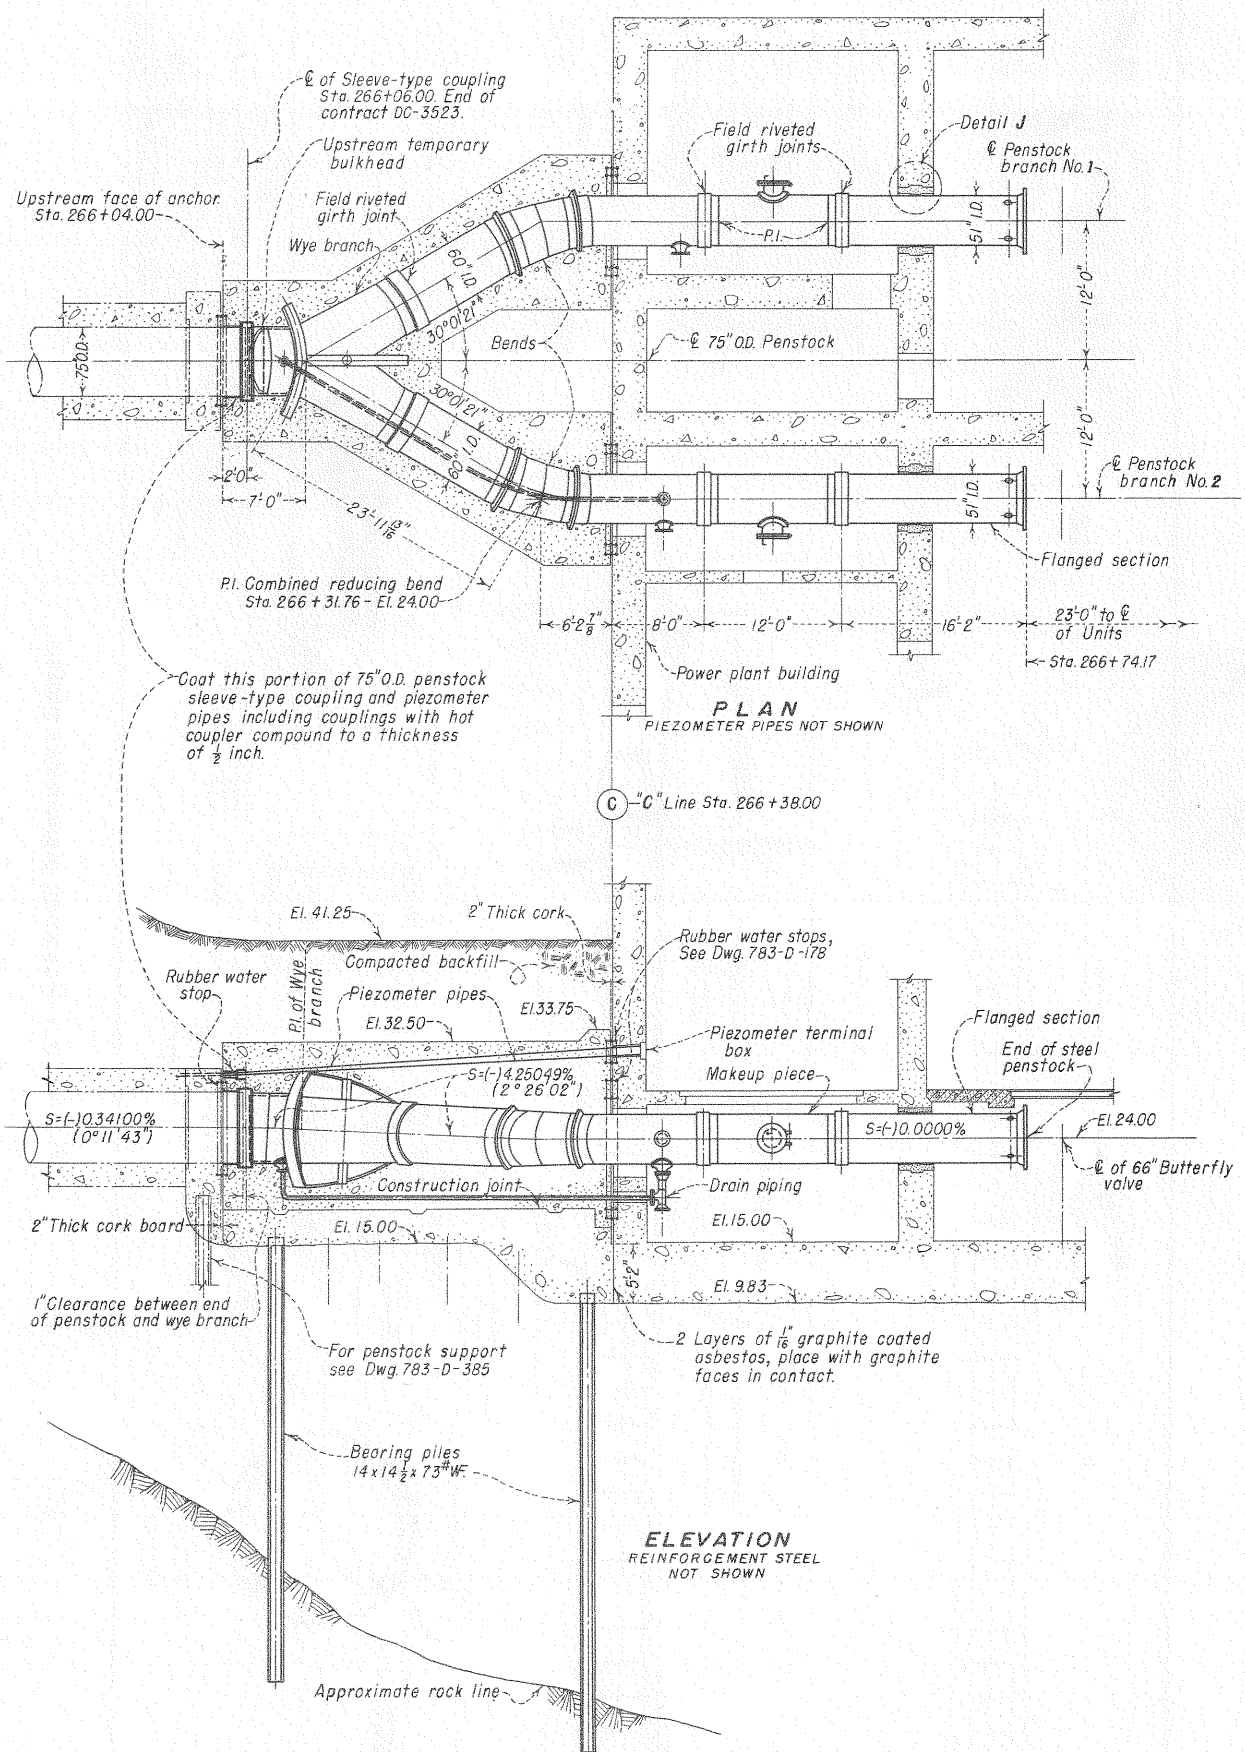 ℄ of Sleeve-type coupling
Sta. 266+06.00. End of
contract DC-3523.
Upstream temporary
bulkhead
Upstream face of anchor
Sta. 266+04.00
Field riveted
girth joint
Wye branch
Field riveted
girth joints
Detail J
℄ Penstock
branch No.1
P.I.
51" I.D.
60" I.D.
30°01'21"
12'-0"
75" O.D.
Bends
℄ 75" O.D. Penstock
30°01'21"
60" I.D.
12'-0"
2'-0"
7'-0"
23'-11 13/16"
51" I.D.
℄ Penstock
branch No.2
Flanged section
P.I. Combined reducing bend
Sta. 266+31.76 - El. 24.00
6'-2 7/8"
8'-0"
12'-0"
16'-2"
23'-0" to ℄
of Units
Sta. 266+74.17
Power plant building
Coat this portion of 75" O.D. penstock
sleeve-type coupling and piezometer
pipes including couplings with hot
coupler compound to a thickness
of 1/2 inch.
PLAN
PIEZOMETER PIPES NOT SHOWN
C
"C" Line Sta. 266+38.00
El. 41.25
2" Thick cork
Compacted backfill
Rubber water stops,
See Dwg. 783-D-178
Rubber water
stop
P.I. of Wye
branch
Piezometer pipes
El. 32.50
El. 33.75
Piezometer terminal
box
Makeup piece
Flanged section
End of steel
penstock
S=(-)0.34100%
(0°11'43")
S=(-)4.25049%
(2°26'02")
S=(-)0.0000%
El. 24.00
℄ of 66" Butterfly
valve
Construction joint
Drain piping
2" Thick cork board
El. 15.00
El. 15.00
5'-2"
El. 9.83
1" Clearance between end
of penstock and wye branch
For penstock support
see Dwg. 783-D-385
2 Layers of 1/16" graphite coated
asbestos, place with graphite
faces in contact.
Bearing piles
14 x 14 1/2 x 73# WF.
ELEVATION
REINFORCEMENT STEEL
NOT SHOWN
Approximate rock line